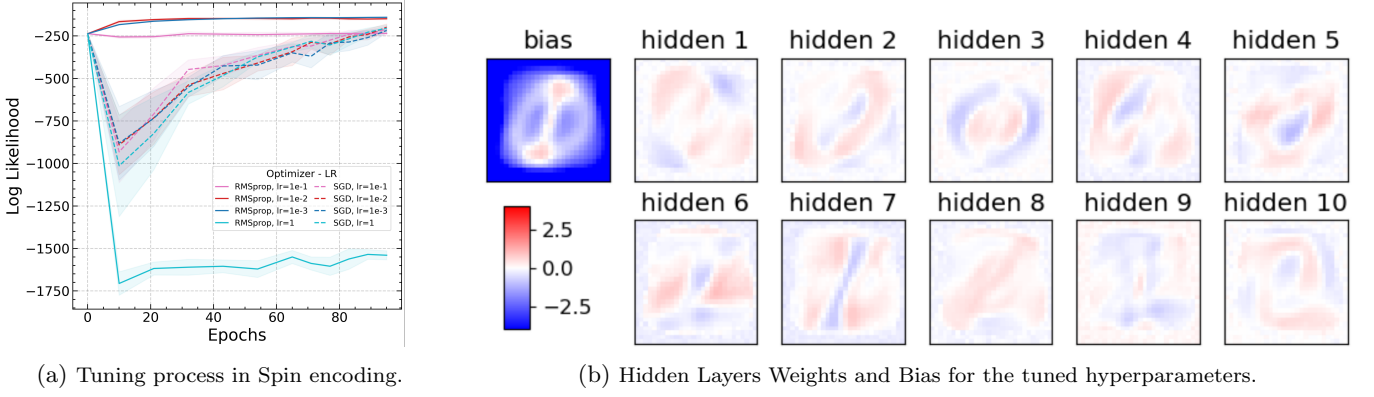 Log Likelihood
−250
−500
−750
−1000
−1250
−1500
−1750
0
20
40
60
80
Epochs
Optimizer - LR
RMSprop, lr=1e-1 SGD, lr=1e-1
RMSprop, lr=1e-2 SGD, lr=1e-2
RMSprop, lr=1e-3 SGD, lr=1e-3
RMSprop, lr=1 SGD, lr=1
(a) Tuning process in Spin encoding.
bias hidden 1 hidden 2 hidden 3 hidden 4 hidden 5
hidden 6 hidden 7 hidden 8 hidden 9 hidden 10
2.5
0.0
−2.5
(b) Hidden Layers Weights and Bias for the tuned hyperparameters.